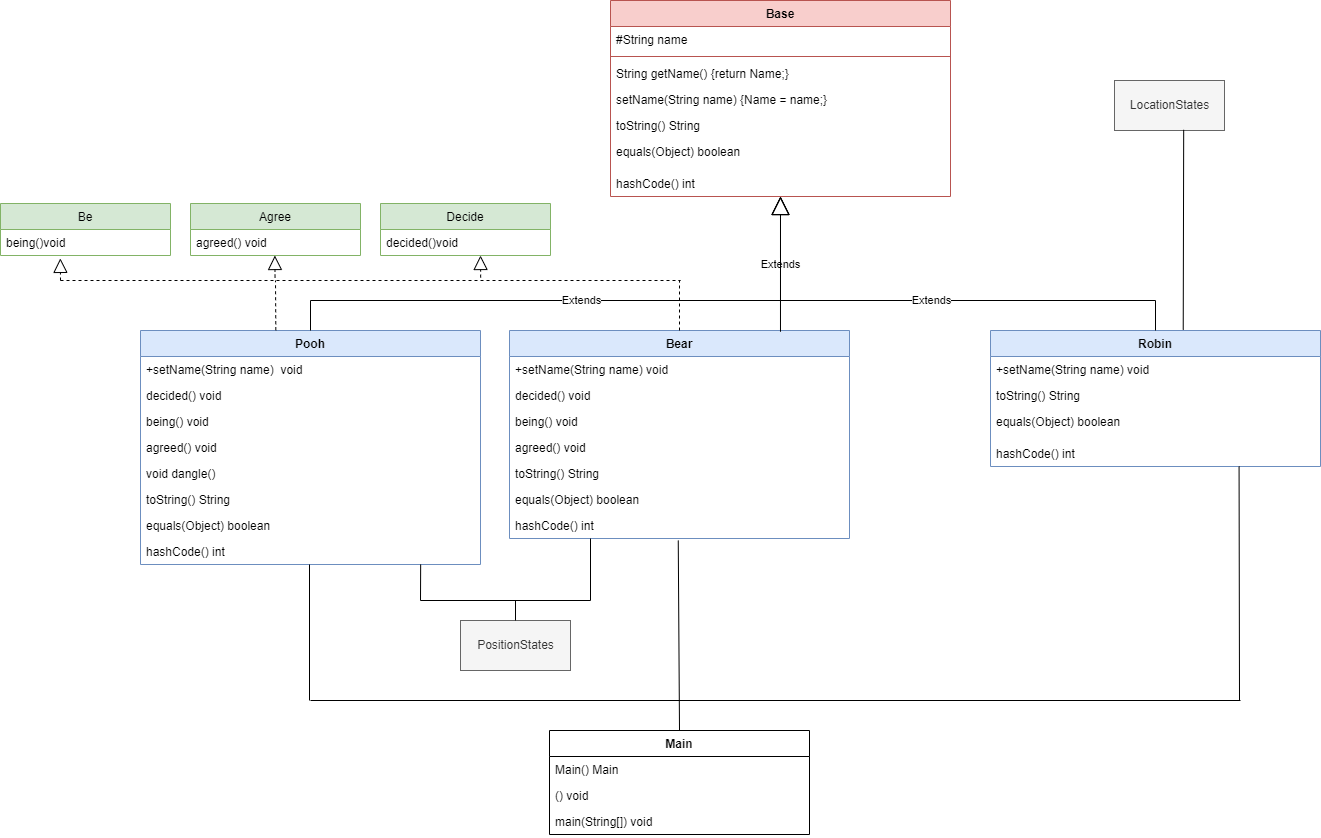 Base
#String name
String getName() {return Name;}
setName(String name) {Name = name;}
toString() String
equals(Object) boolean
hashCode() int
LocationStates
Be
being()void
Agree
agreed() void
Decide
decided()void
Extends
Extends
Extends
Pooh
+setName(String name)  void
decided() void
being() void
agreed() void
void dangle()
toString() String
equals(Object) boolean
hashCode() int
Bear
+setName(String name) void
decided() void
being() void
agreed() void
toString() String
equals(Object) boolean
hashCode() int
Robin
+setName(String name) void
toString() String
equals(Object) boolean
hashCode() int
PositionStates
Main
Main() Main
() void
main(String[]) void